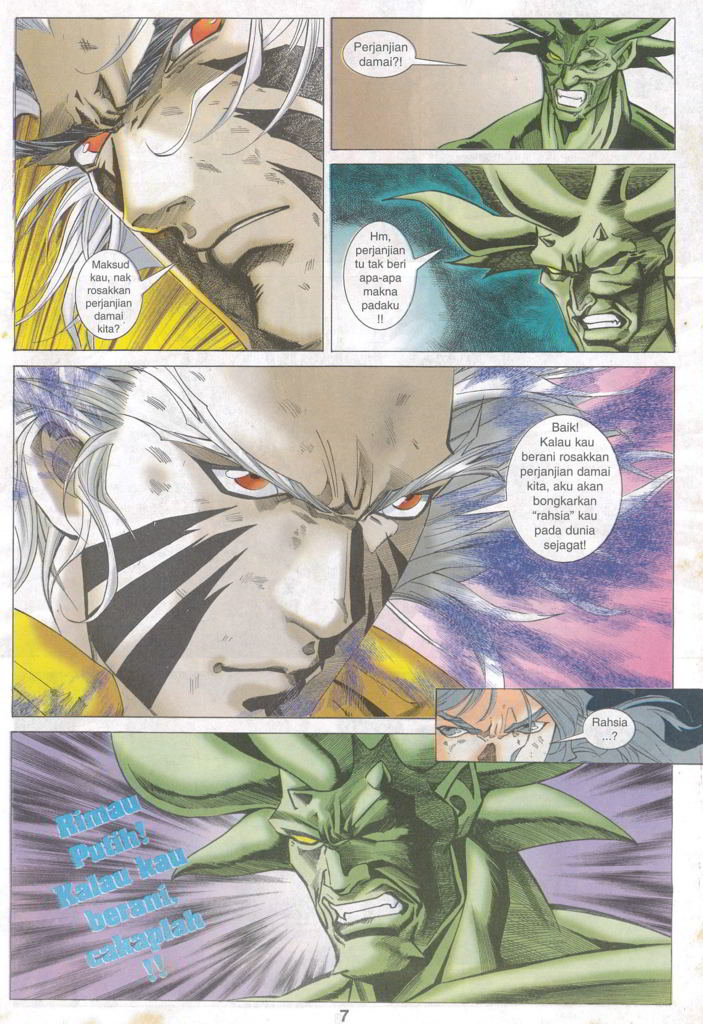 Maksud
kau, nak
rosakkan
perjanjian
damai
kita?
Perjanjian
damai?!
Hm,
perjanjian
tu tak beri
apa-apa
makna
padaku
!!
Baik!
Kalau kau
berani rosakkan
perjanjian damai
kita, aku akan
bongkarkan
“rahsia” kau
pada dunia
sejagat!
Rahsia
...?
Rimau
Putih!
Kalau kau
berani,
cakaplah
!!
7